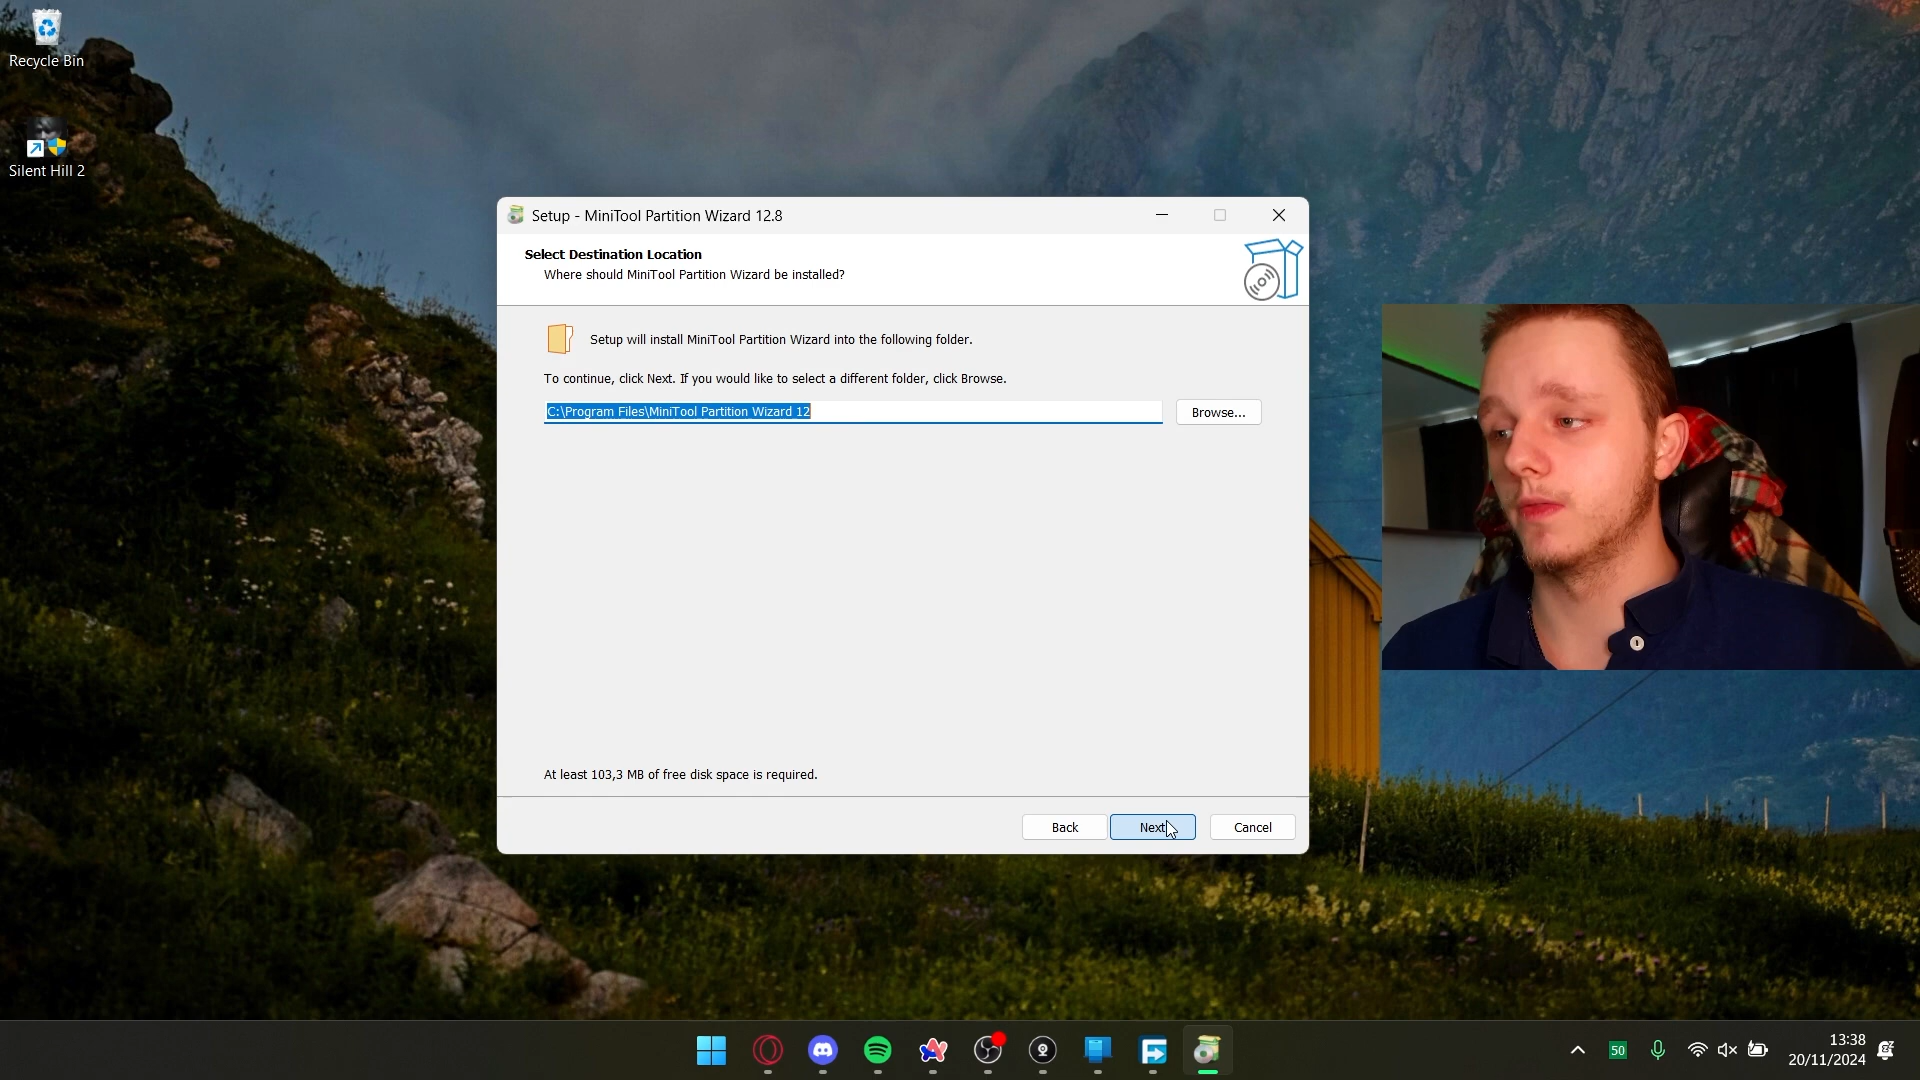 Recycle Bin
Silent Hill 2
Setup - MiniTool Partition Wizard 12.8
Select Destination Location
Where should MiniTool Partition Wizard be installed?
Setup will install MiniTool Partition Wizard into the following folder.
To continue, click Next. If you would like to select a different folder, click Browse.
C:\Program Files\MiniTool Partition Wizard 12
Browse...
At least 103,3 MB of free disk space is required.
Back
Next
Cancel
50
13:38
20/11/2024